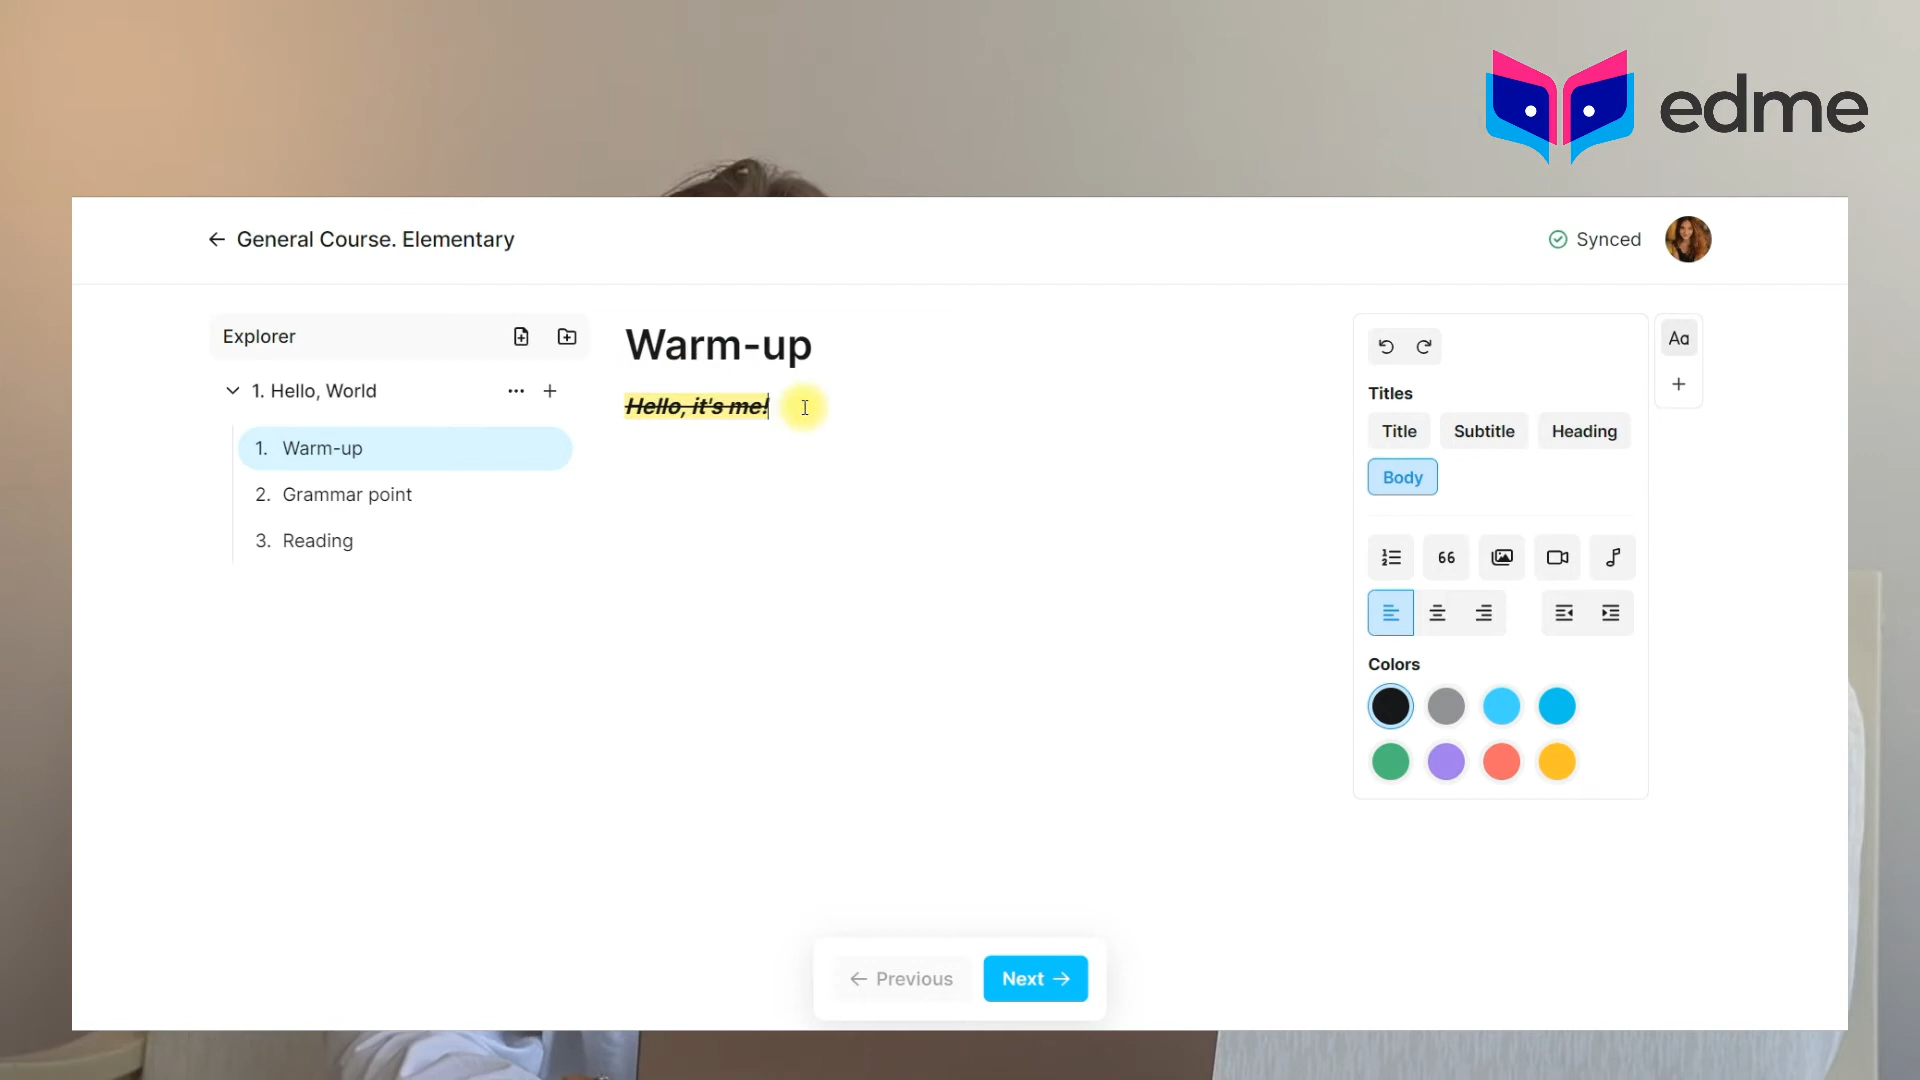 edme
General Course. Elementary
Synced
Explorer
1. Hello, World
1. Warm-up
2. Grammar point
3. Reading
Warm-up
Hello, it's me!
Aa
Titles
Title Subtitle Heading
Body
Colors
Previous
Next